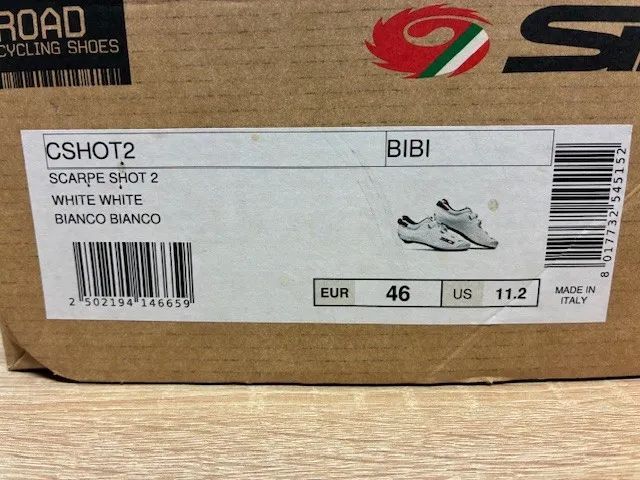 ROAD
CYCLING SHOES
CSHOT2 BIBI
SCARPE SHOT 2
WHITE WHITE
BIANCO BIANCO
2 502194 146659
EUR 46 US 11.2
MADE IN
ITALY
8 017732 545152